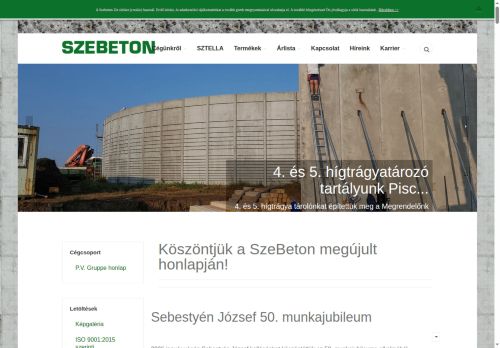 SZEBETON
Cégünkről
SZTELLA
Termékek
Árlista
Kapcsolat
Híreink
Karrier
4. és 5. hígtrágyatározó
tartályunk Pisc...
4. és 5. hígtrágya tárolónkat építettük meg a Megrendelőnk
Cégcsoport
P.V. Gruppe honlap
Köszöntjük a SzeBeton megújult
honlapján!
Letöltések
Képgaléria
ISO 9001:2015
Sebestyén József 50. munkajubileum